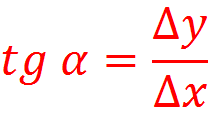 tg α = Δy/Δx